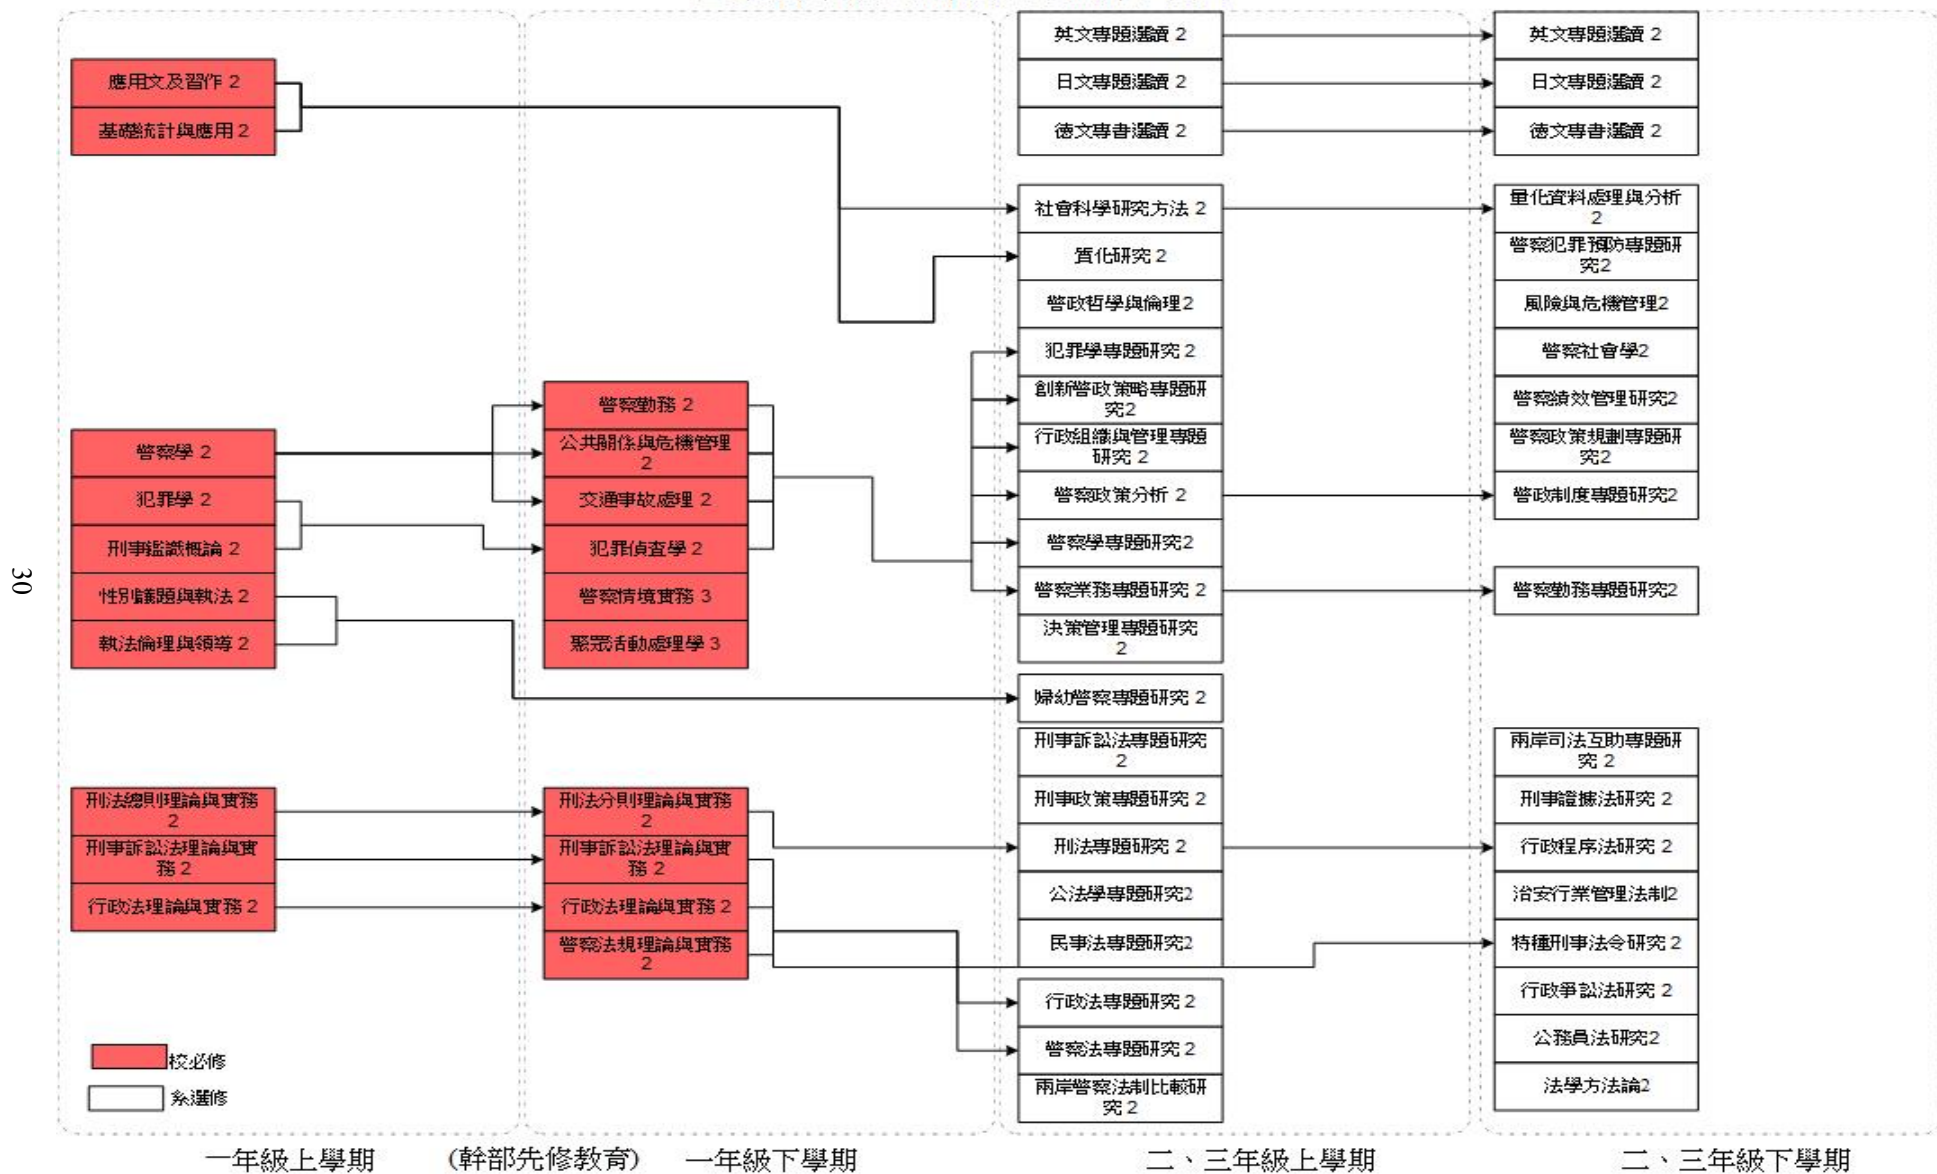 應用文及習作 2
基礎統計與應用 2
警察學 2
犯罪學 2
刑事鑑識概論 2
性別議題與執法 2
執法倫理與領導 2
刑法總則理論與實務
2
刑事訴訟法理論與實
務 2
行政法理論與實務 2
校必修
系選修
警察勤務 2
公共關係與危機管理
2
交通事故處理 2
犯罪偵查學 2
警察情境實務 3
聚眾活動處理學 3
刑法分則理論與實務
2
刑事訴訟法理論與實
務 2
行政法理論與實務 2
警察法規理論與實務
2
英文專題選讀 2
日文專題選讀 2
德文專書選讀 2
社會科學研究方法 2
質化研究 2
警政哲學與倫理2
犯罪學專題研究 2
創新警政策略專題研
究2
行政組織與管理專題
研究 2
警察政策分析 2
警察學專題研究2
警察業務專題研究 2
決策管理專題研究
2
婦幼警察專題研究 2
刑事訴訟法專題研究
2
刑事政策專題研究 2
刑法專題研究 2
公法學專題研究2
民事法專題研究2
行政法專題研究 2
警察法專題研究 2
兩岸警察法制比較研
究 2
英文專題選讀 2
日文專題選讀 2
德文專書選讀 2
量化資料處理與分析
2
警察犯罪預防專題研
究2
風險與危機管理2
警察社會學2
警察績效管理研究2
警察政策規劃專題研
究2
警政制度專題研究2
警察勤務專題研究2
兩岸司法互助專題研
究 2
刑事證據法研究 2
行政程序法研究 2
治安行業管理法制2
特種刑事法令研究 2
行政爭訟法研究 2
公務員法研究2
法學方法論2
一年級上學期
(幹部先修教育)
一年級下學期
二、三年級上學期
二、三年級下學期
30